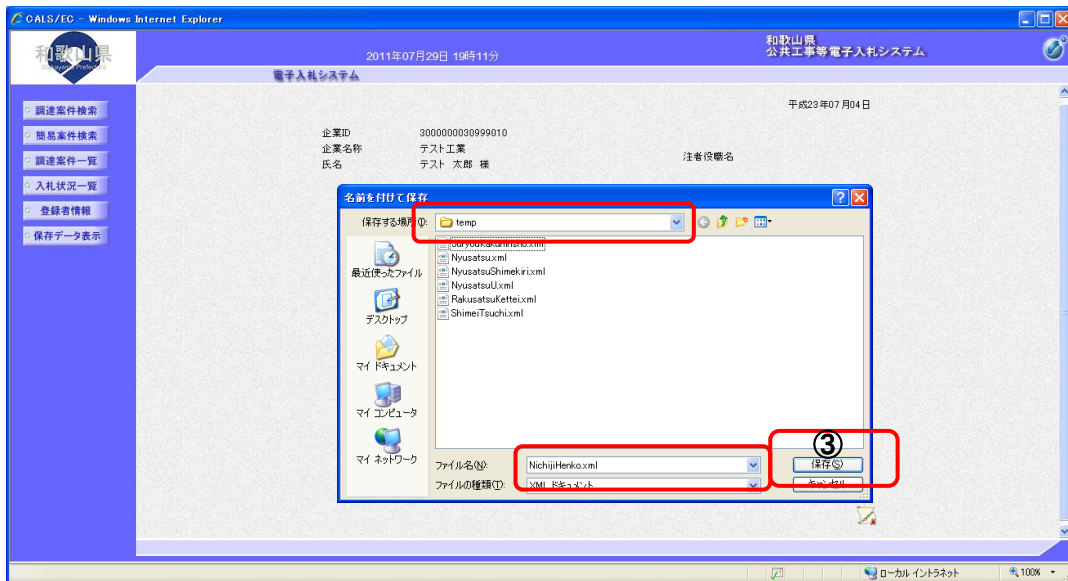 CALS/EC - Windows Internet Explorer
和歌山県
Wakayama Prefecture
2011年07月29日 19時11分
和歌山県
公共工事等電子入札システム
電子入札システム
調達案件検索
簡易案件検索
調達案件一覧
入札状況一覧
登録者情報
保存データ表示
平成23年07月04日
企業ID 3000000030999010
企業名称 テスト工業
氏名 テスト 太郎 様
注者役職名
名前を付けて保存
保存する場所(I): temp
JuryouKakuninsho.xml
Nyusatsu.xml
NyusatsuShimekiri.xml
NyusatsuU.xml
RakusatsuKettei.xml
ShimeiTsuchi.xml
最近使ったファイル
デスクトップ
マイ ドキュメント
マイ コンピュータ
マイ ネットワーク
ファイル名(N): NichijiHenko.xml
③
保存(S)
ファイルの種類(T): XML ドキュメント
キャンセル
ローカル イントラネット
100%